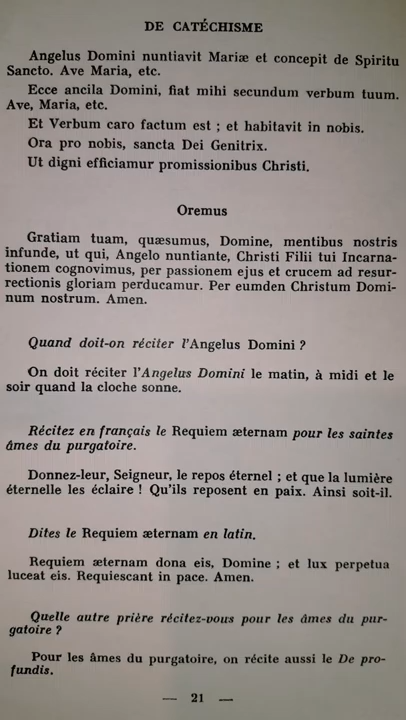 DE CATÉCHISME
Angelus Domini nuntiavit Mariæ et concepit de Spiritu
Sancto. Ave Maria, etc.
Ecce ancila Domini, fiat mihi secundum verbum tuum.
Ave, Maria, etc.
Et Verbum caro factum est ; et habitavit in nobis.
Ora pro nobis, sancta Dei Genitrix.
Ut digni efficiamur promissionibus Christi.
Oremus
Gratiam tuam, quæsumus, Domine, mentibus nostris
infunde, ut qui, Angelo nuntiante, Christi Filii tui Incarna-
tionem cognovimus, per passionem ejus et crucem ad resur-
rectionis gloriam perducamur. Per eumden Christum Domi-
num nostrum. Amen.
Quand doit-on réciter l'Angelus Domini ?
On doit réciter l'Angelus Domini le matin, à midi et le
soir quand la cloche sonne.
Récitez en français le Requiem æternam pour les saintes
âmes du purgatoire.
Donnez-leur, Seigneur, le repos éternel ; et que la lumière
éternelle les éclaire ! Qu'ils reposent en paix. Ainsi soit-il.
Dites le Requiem æternam en latin.
Requiem æternam dona eis, Domine ; et lux perpetua
luceat eis. Requiescant in pace. Amen.
Quelle autre prière récitez-vous pour les âmes du pur-
gatoire ?
Pour les âmes du purgatoire, on récite aussi le De pro-
fundis.
— 21 —